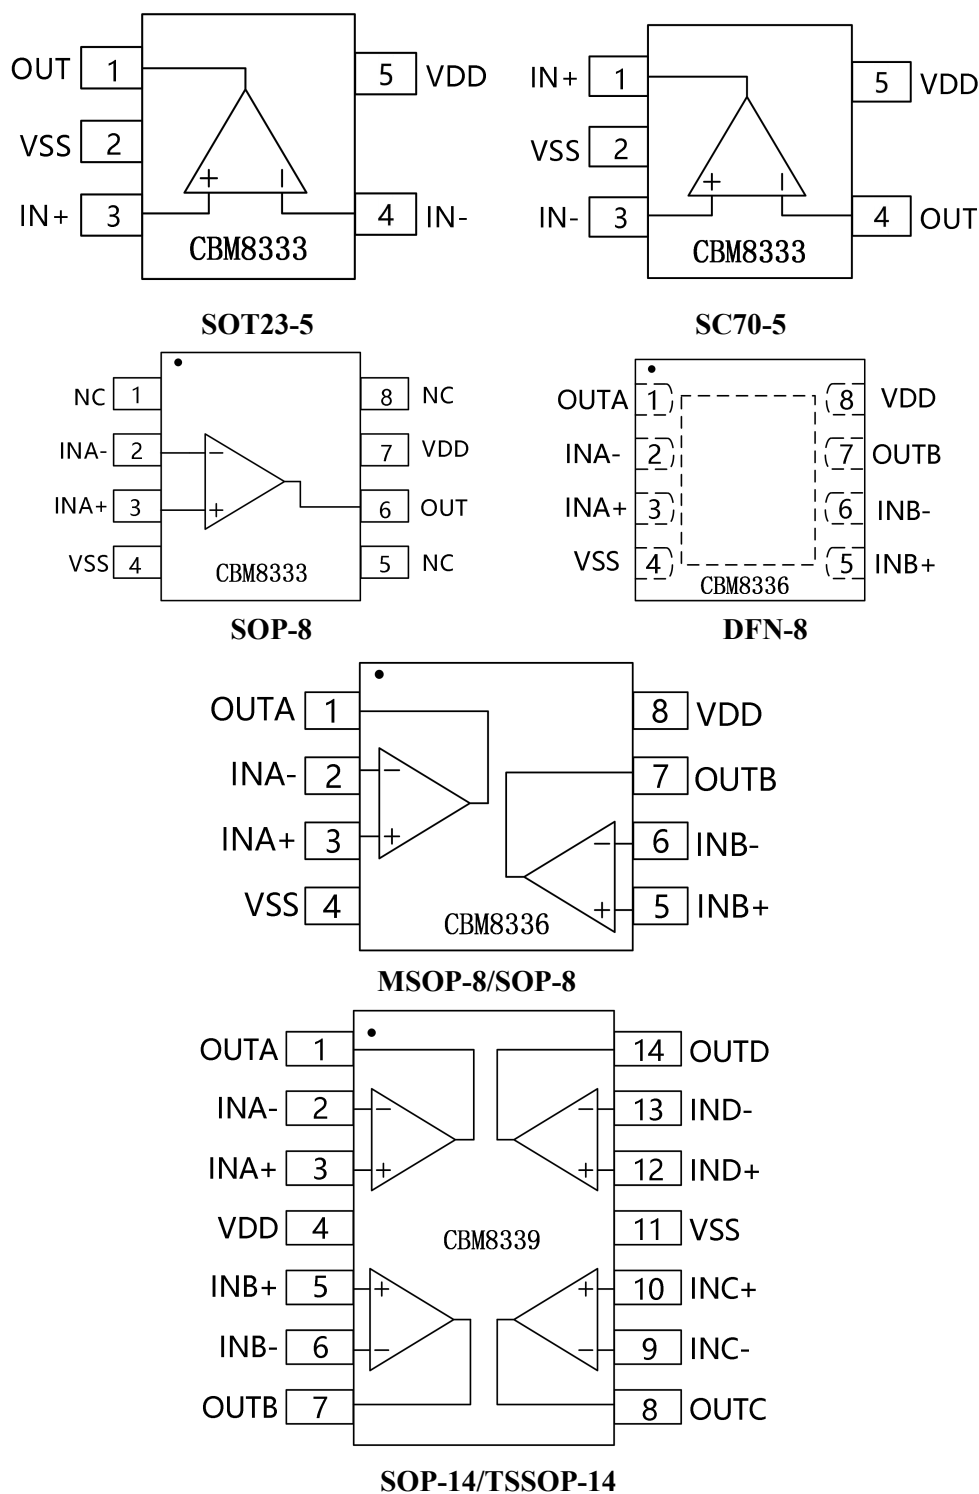 OUT 1 5 VDD
VSS 2
IN+ 3 + - 4 IN-
CBM8333
SOT23-5
IN+ 1 5 VDD
VSS 2
IN- 3 + - 4 OUT
CBM8333
SC70-5
NC 1 8 NC
INA- 2 - 7 VDD
INA+ 3 + 6 OUT
VSS 4 5 NC
CBM8333
SOP-8
OUTA 1 8 VDD
INA- 2 7 OUTB
INA+ 3 6 INB-
VSS 4 5 INB+
CBM8336
DFN-8
OUTA 1 8 VDD
INA- 2 - 7 OUTB
INA+ 3 + - 6 INB-
VSS 4 + 5 INB+
CBM8336
MSOP-8/SOP-8
OUTA 1 14 OUTD
INA- 2 - - 13 IND-
INA+ 3 + + 12 IND+
VDD 4 11 VSS
CBM8339
INB+ 5 + + 10 INC+
INB- 6 - - 9 INC-
OUTB 7 8 OUTC
SOP-14/TSSOP-14